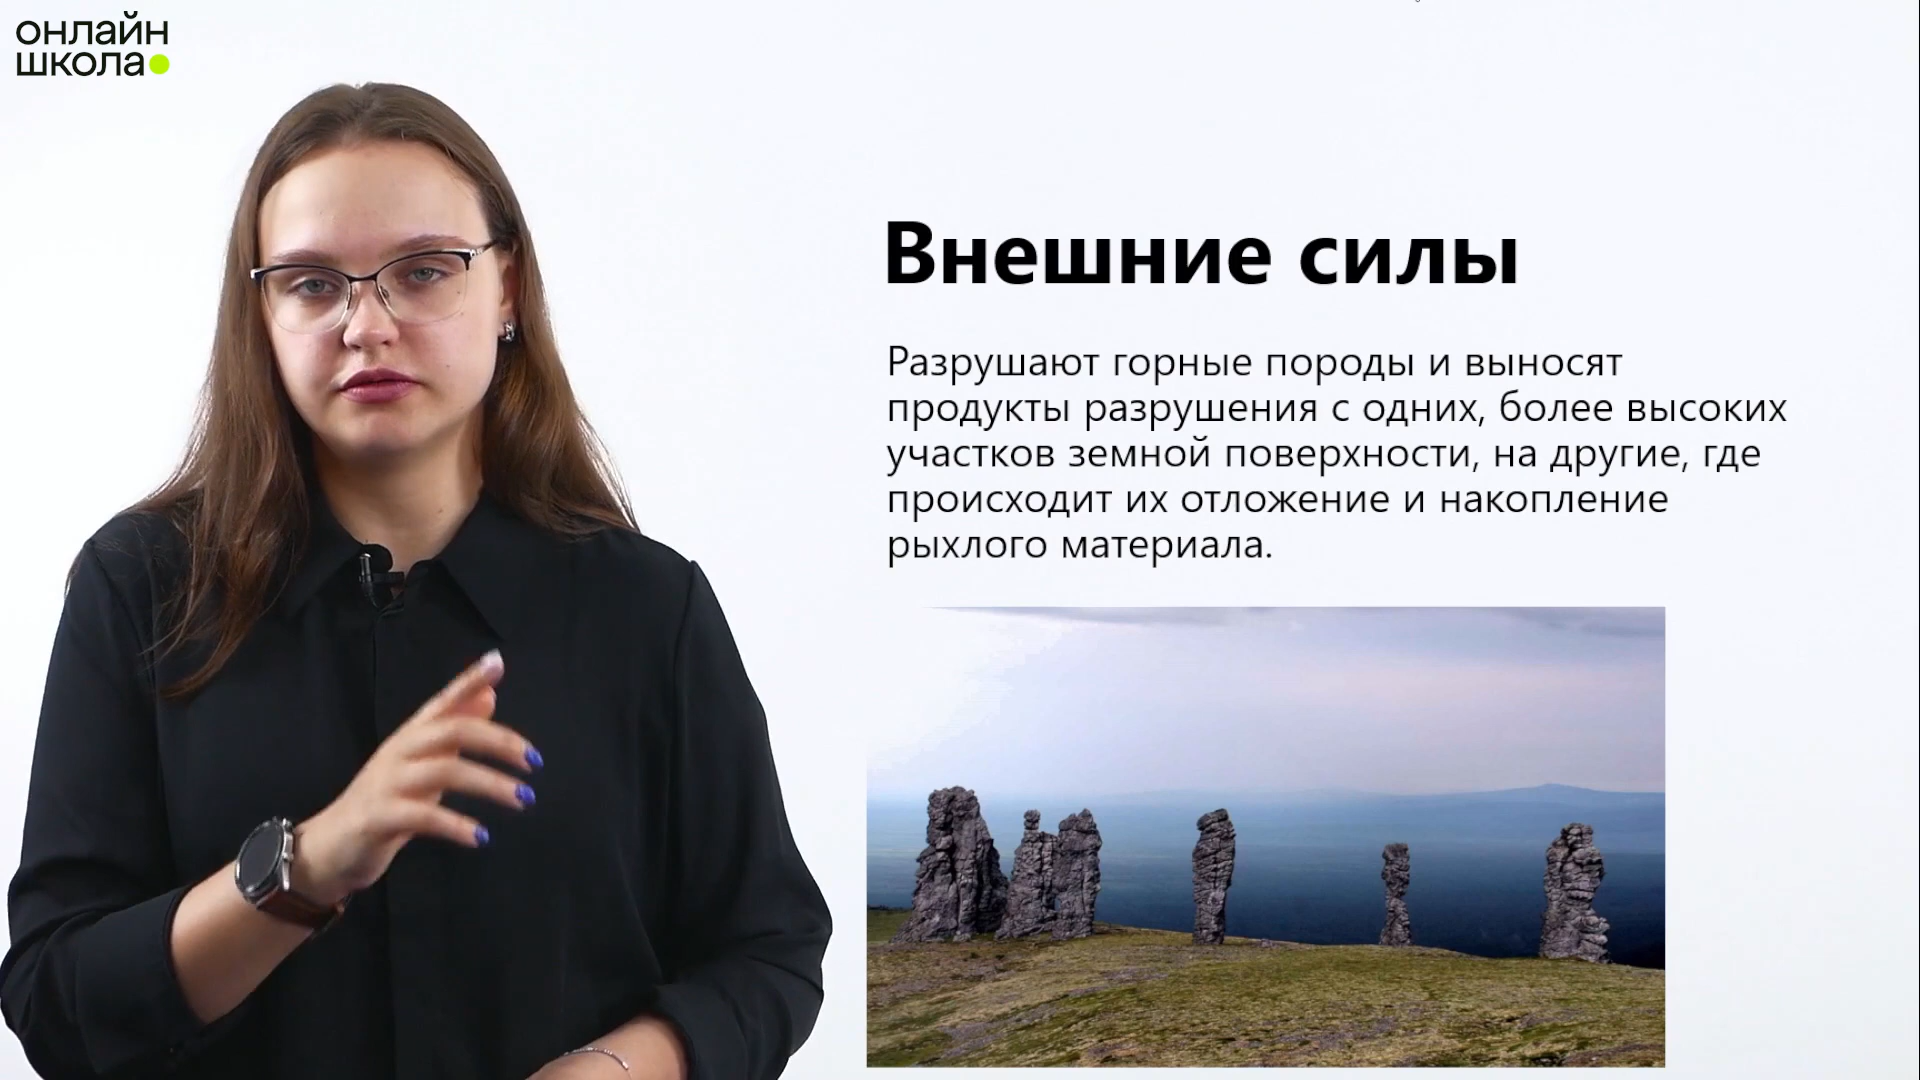 онлайн
школа
Внешние силы
Разрушают горные породы и выносят
продукты разрушения с одних, более высоких
участков земной поверхности, на другие, где
происходит их отложение и накопление
рыхлого материала.